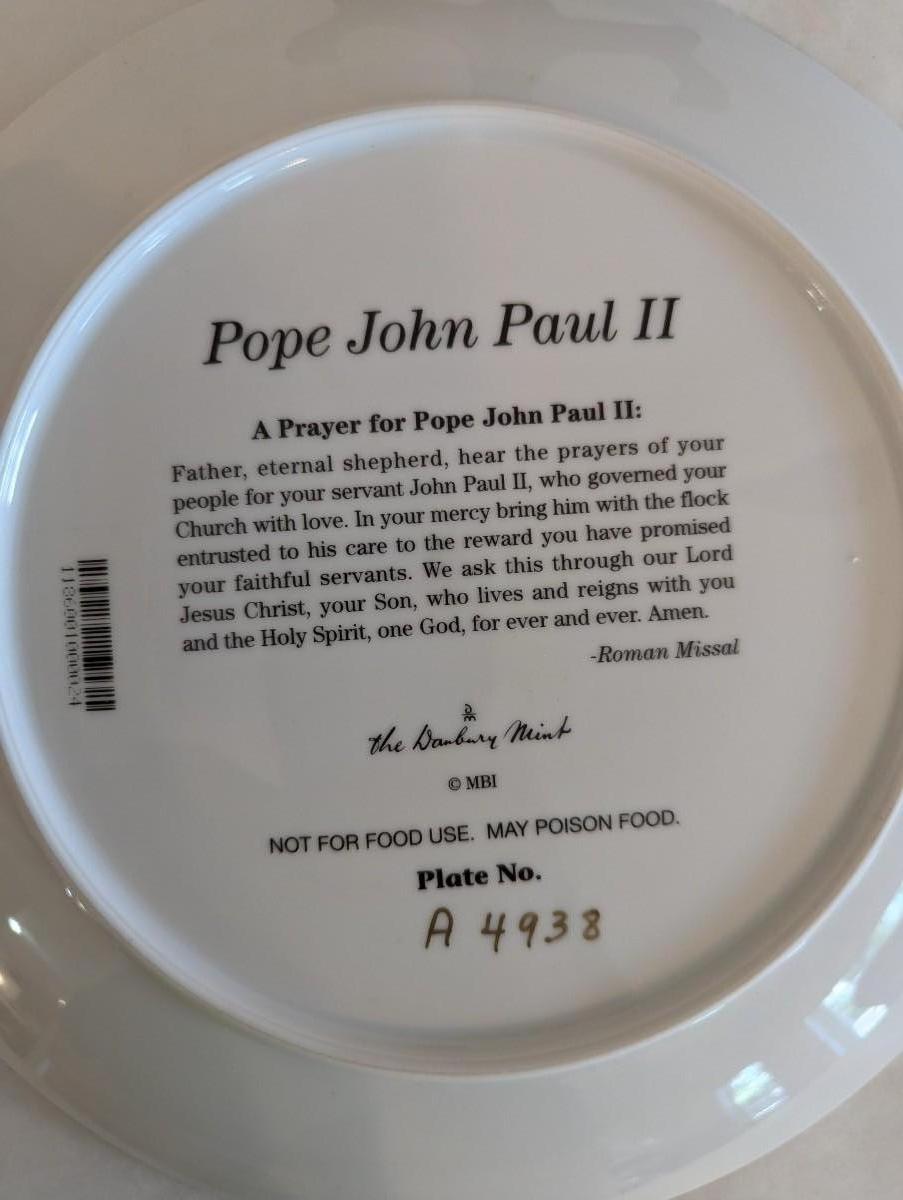 Pope John Paul II
A Prayer for Pope John Paul II:
Father, eternal shepherd, hear the prayers of your
people for your servant John Paul II, who governed your
Church with love. In your mercy bring him with the flock
entrusted to his care to the reward you have promised
your faithful servants. We ask this through our Lord
Jesus Christ, your Son, who lives and reigns with you
and the Holy Spirit, one God, for ever and ever. Amen.
-Roman Missal
the Danbury Mint
© MBI
NOT FOR FOOD USE. MAY POISON FOOD.
Plate No.
A 4938